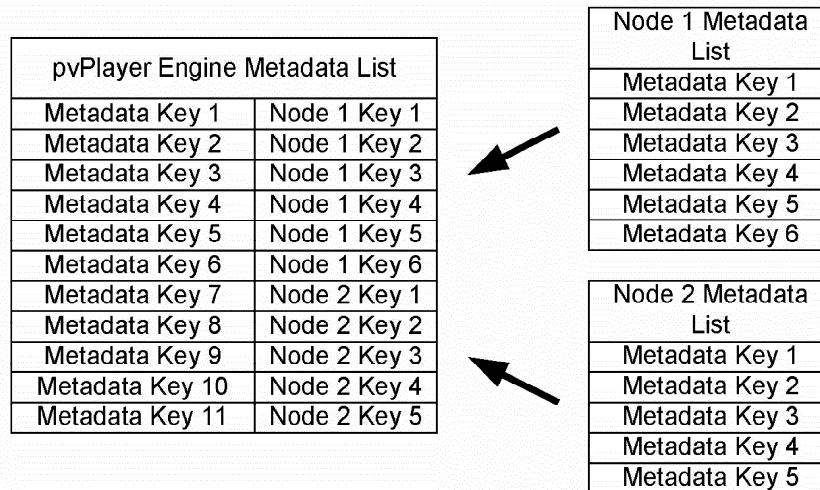 pvPlayer Engine Metadata List
Metadata Key 1 Node 1 Key 1
Metadata Key 2 Node 1 Key 2
Metadata Key 3 Node 1 Key 3
Metadata Key 4 Node 1 Key 4
Metadata Key 5 Node 1 Key 5
Metadata Key 6 Node 1 Key 6
Metadata Key 7 Node 2 Key 1
Metadata Key 8 Node 2 Key 2
Metadata Key 9 Node 2 Key 3
Metadata Key 10 Node 2 Key 4
Metadata Key 11 Node 2 Key 5
Node 1 Metadata
List
Metadata Key 1
Metadata Key 2
Metadata Key 3
Metadata Key 4
Metadata Key 5
Metadata Key 6
Node 2 Metadata
List
Metadata Key 1
Metadata Key 2
Metadata Key 3
Metadata Key 4
Metadata Key 5